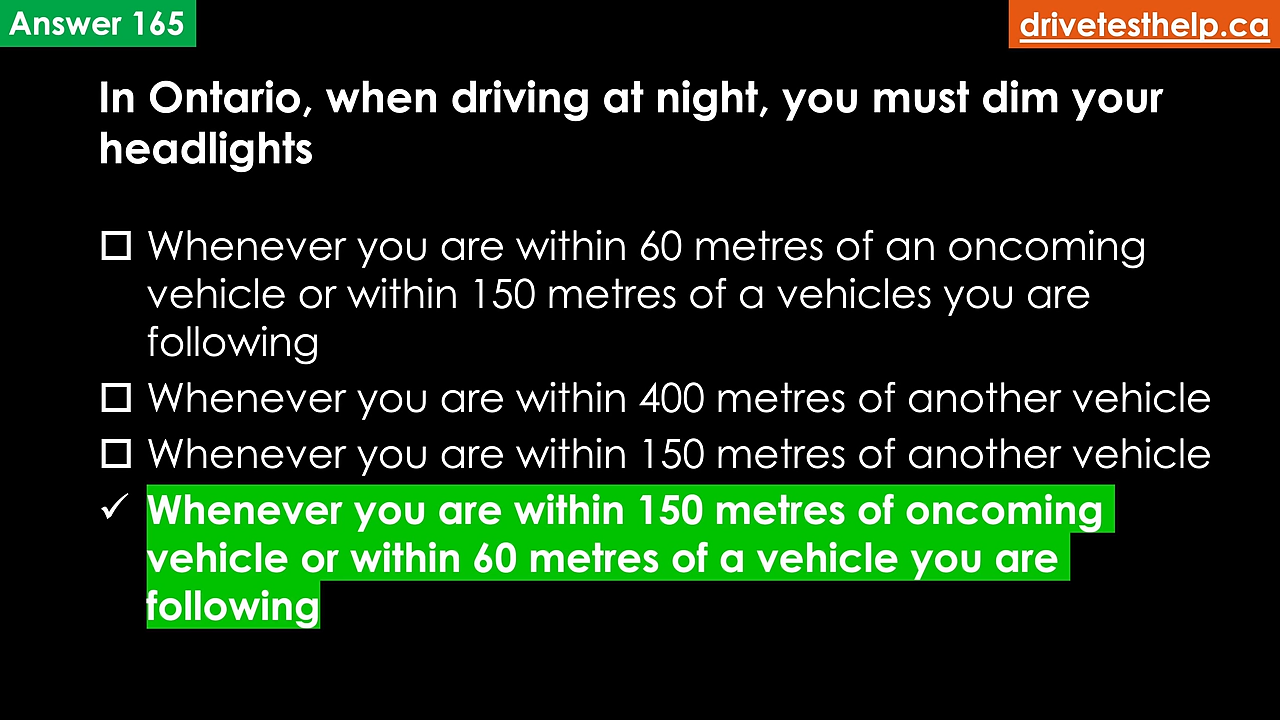 Answer 165
drivetesthelp.ca
In Ontario, when driving at night, you must dim your
headlights
Whenever you are within 60 metres of an oncoming
vehicle or within 150 metres of a vehicles you are
following
Whenever you are within 400 metres of another vehicle
Whenever you are within 150 metres of another vehicle
Whenever you are within 150 metres of oncoming
vehicle or within 60 metres of a vehicle you are
following